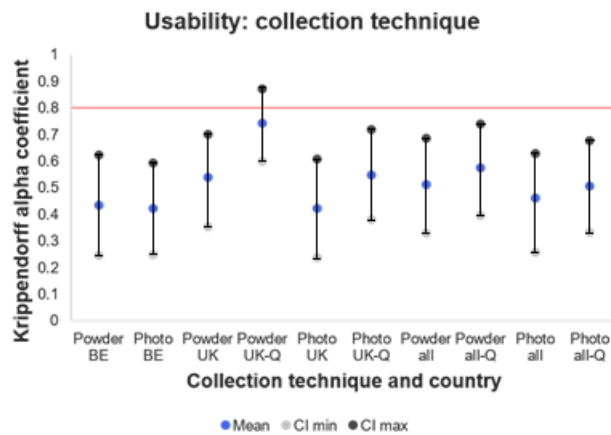 Usability: collection technique
Krippendorff alpha coefficient
1
0.9
0.8
0.7
0.6
0.5
0.4
0.3
0.2
0.1
0
Powder Photo Powder Powder Photo Photo Powder Powder Photo Photo
BE BE UK UK-Q UK UK-Q all all-Q all all-Q
Collection technique and country
Mean CI min CI max